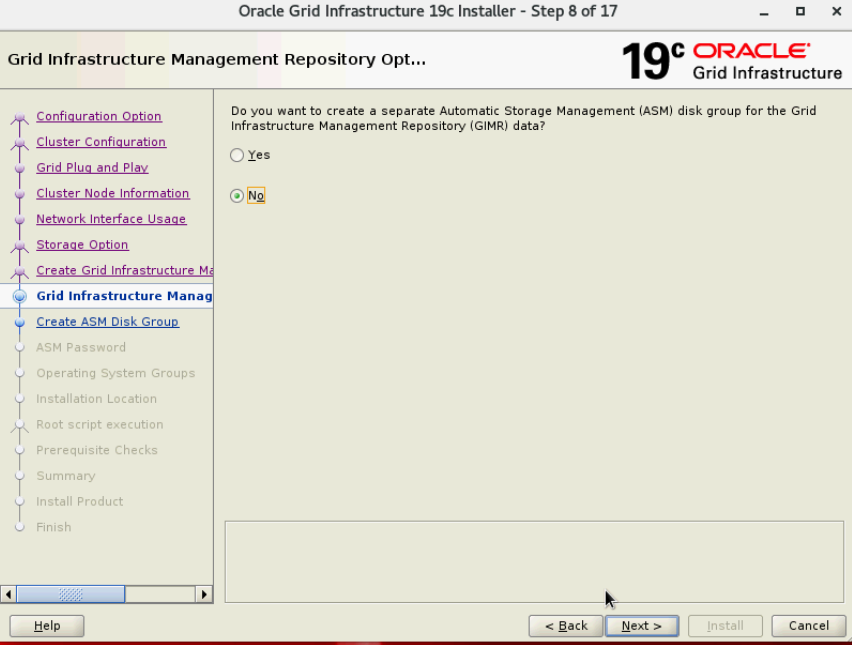 Oracle Grid Infrastructure 19c Installer - Step 8 of 17
Grid Infrastructure Management Repository Opt...
19c ORACLE
Grid Infrastructure
Configuration Option
Cluster Configuration
Grid Plug and Play
Cluster Node Information
Network Interface Usage
Storage Option
Create Grid Infrastructure Ma
Grid Infrastructure Manag
Create ASM Disk Group
ASM Password
Operating System Groups
Installation Location
Root script execution
Prerequisite Checks
Summary
Install Product
Finish
Do you want to create a separate Automatic Storage Management (ASM) disk group for the Grid
Infrastructure Management Repository (GIMR) data?
Yes
No
Help
< Back
Next >
Install
Cancel